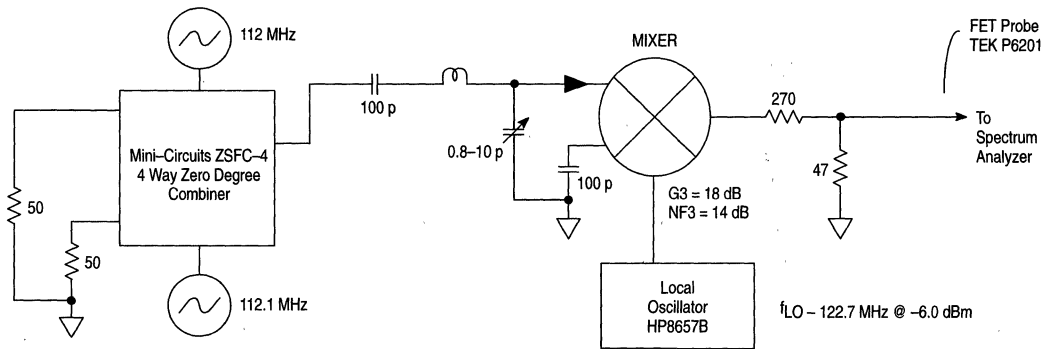 112 MHz
Mini–Circuits ZSFC–4
4 Way Zero Degree
Combiner
50
50
112.1 MHz
100 p
0.8–10 p
100 p
MIXER
G3 = 18 dB
NF3 = 14 dB
Local
Oscillator
HP8657B
fLO – 122.7 MHz @ –6.0 dBm
270
47
FET Probe
TEK P6201
To
Spectrum
Analyzer